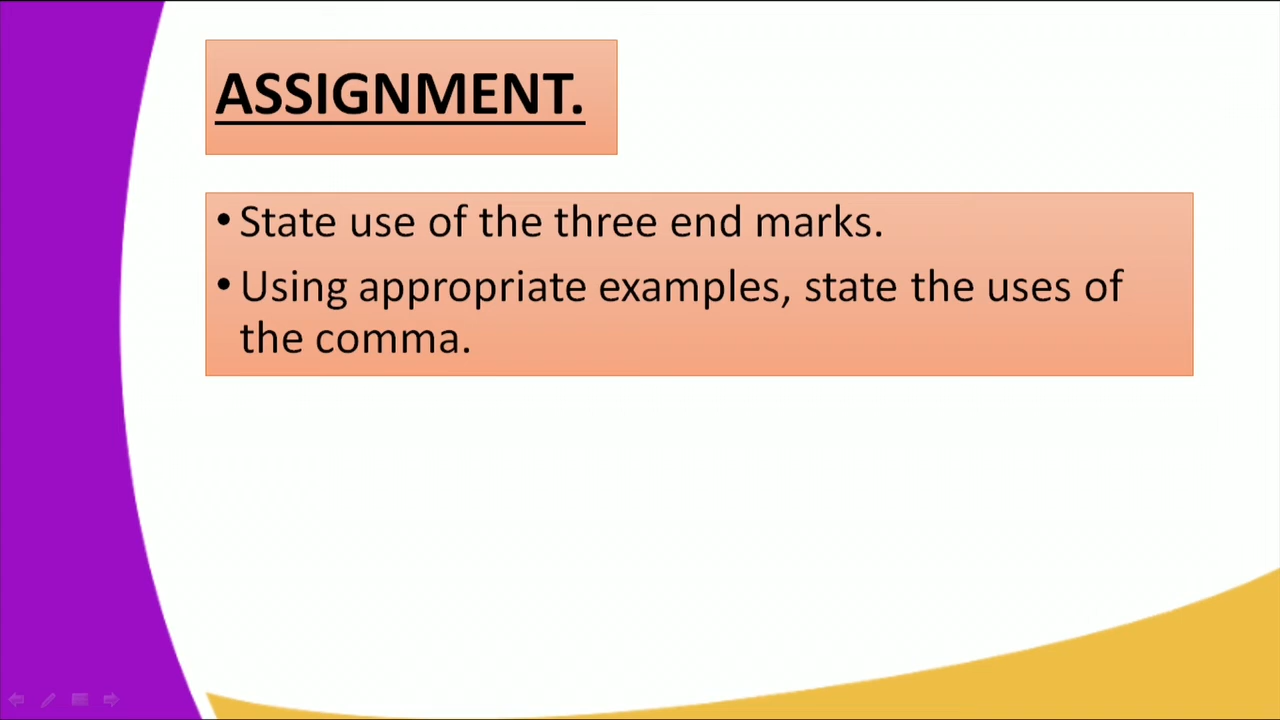 ASSIGNMENT.
• State use of the three end marks.
• Using appropriate examples, state the uses of
the comma.